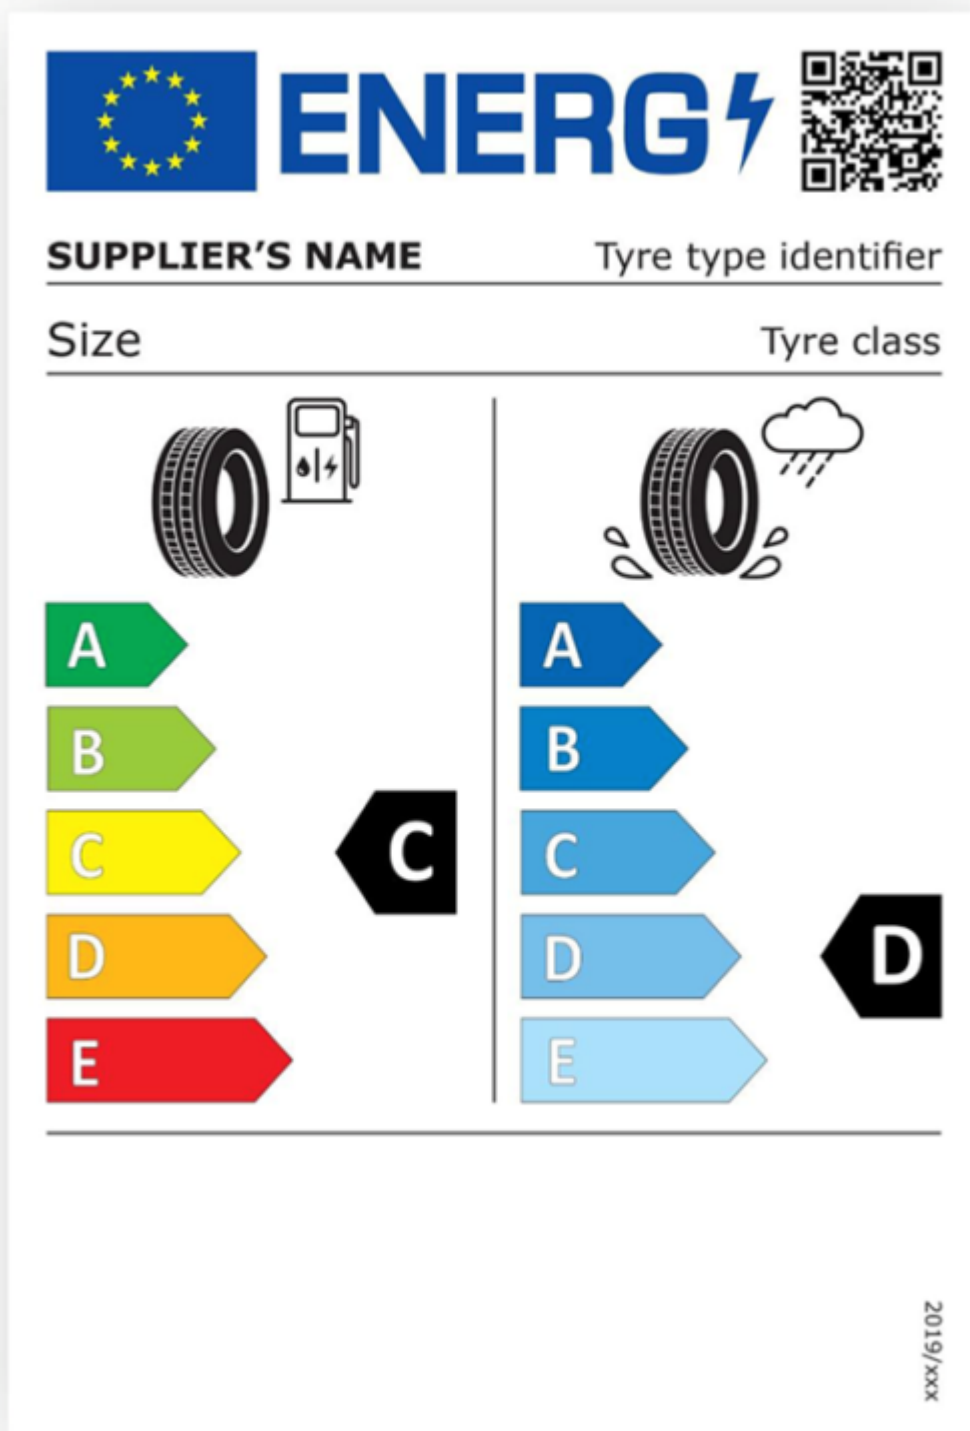 ENERG
SUPPLIER’S NAME Tyre type identifier
Size Tyre class
A A
B B
C C C
D D D
E E
2019/xxx